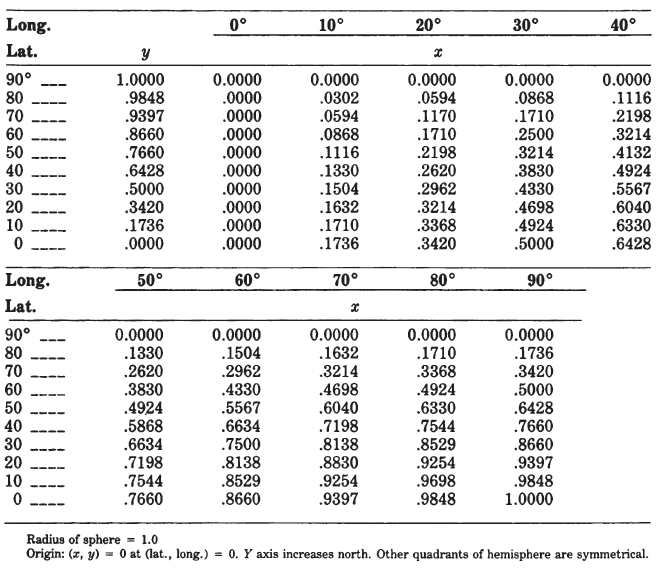 Long. 0° 10° 20° 30° 40°
Lat. y x
90° ___ 1.0000 0.0000 0.0000 0.0000 0.0000 0.0000
80 ____ .9848 .0000 .0302 .0594 .0868 .1116
70 ____ .9397 .0000 .0594 .1170 .1710 .2198
60 ____ .8660 .0000 .0868 .1710 .2500 .3214
50 ____ .7660 .0000 .1116 .2198 .3214 .4132
40 ____ .6428 .0000 .1330 .2620 .3830 .4924
30 ____ .5000 .0000 .1504 .2962 .4330 .5567
20 ____ .3420 .0000 .1632 .3214 .4698 .6040
10 ____ .1736 .0000 .1710 .3368 .4924 .6330
0 ____ .0000 .0000 .1736 .3420 .5000 .6428
Long. 50° 60° 70° 80° 90°
Lat. x
90° ___ 0.0000 0.0000 0.0000 0.0000 0.0000
80 ____ .1330 .1504 .1632 .1710 .1736
70 ____ .2620 .2962 .3214 .3368 .3420
60 ____ .3830 .4330 .4698 .4924 .5000
50 ____ .4924 .5567 .6040 .6330 .6428
40 ____ .5868 .6634 .7198 .7544 .7660
30 ____ .6634 .7500 .8138 .8529 .8660
20 ____ .7198 .8138 .8830 .9254 .9397
10 ____ .7544 .8529 .9254 .9698 .9848
0 ____ .7660 .8660 .9397 .9848 1.0000
Radius of sphere = 1.0
Origin: (x, y) = 0 at (lat., long.) = 0. Y axis increases north. Other quadrants of hemisphere are symmetrical.